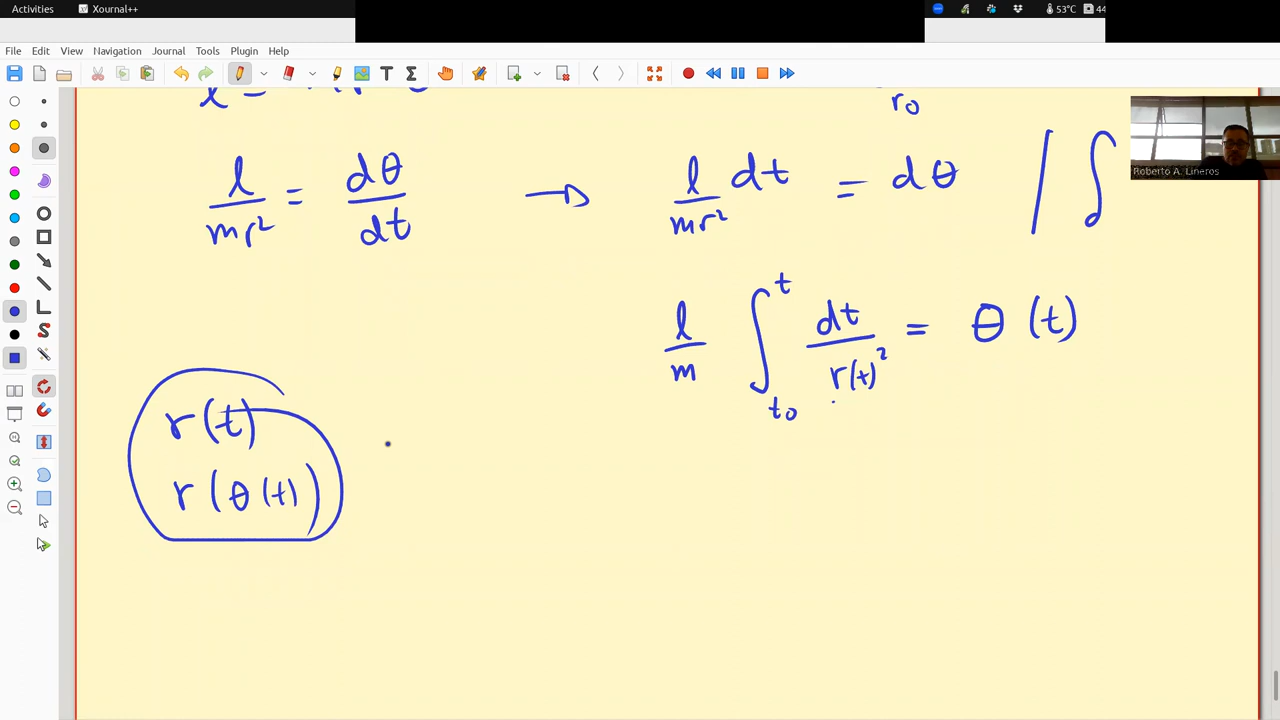 Activities Xournal++ 53°C 44
File Edit View Navigation Journal Tools Plugin Help
r₀
l/mr² = dθ/dt → l/mr² dt = dθ / ∫
l/m ∫_{t₀}^{t} dt/r(t)² = θ(t)
r(t)
r(θ(t))
Roberto A. Lineros